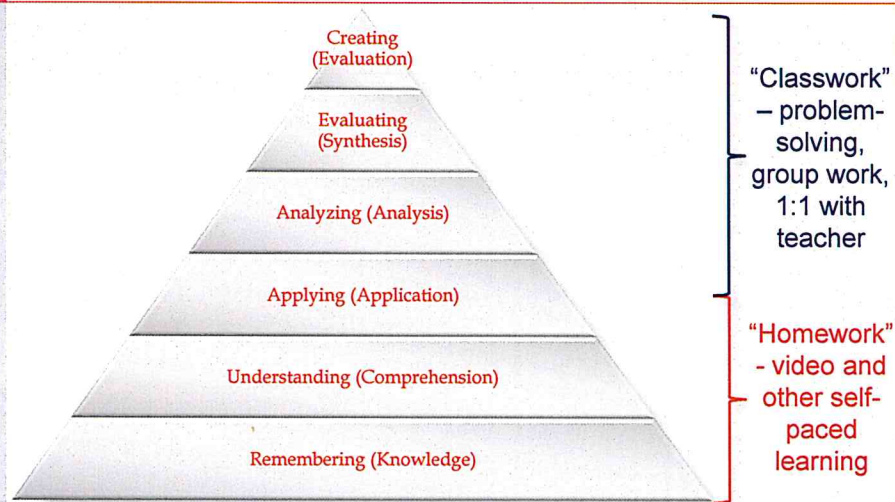 Creating
(Evaluation)
Evaluating
(Synthesis)
Analyzing (Analysis)
Applying (Application)
Understanding (Comprehension)
Remembering (Knowledge)
“Classwork”
– problem-
solving,
group work,
1:1 with
teacher
“Homework”
- video and
other self-
paced
learning